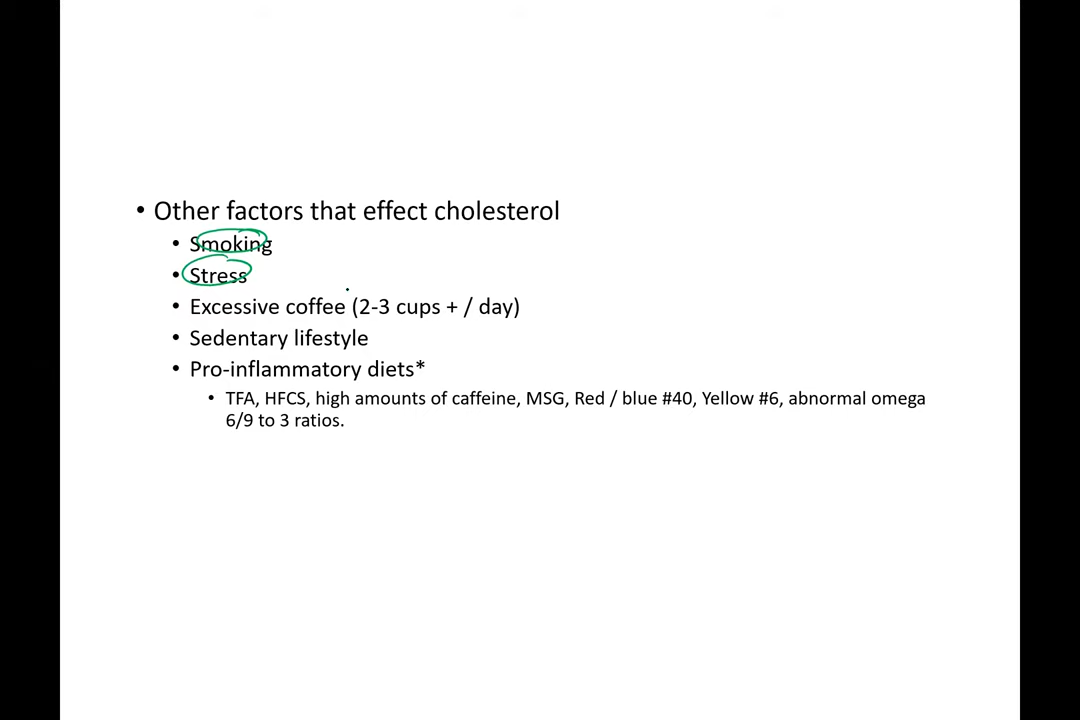 • Other factors that effect cholesterol
• Smoking
• Stress
• Excessive coffee (2-3 cups + / day)
• Sedentary lifestyle
• Pro-inflammatory diets*
• TFA, HFCS, high amounts of caffeine, MSG, Red / blue #40, Yellow #6, abnormal omega
6/9 to 3 ratios.